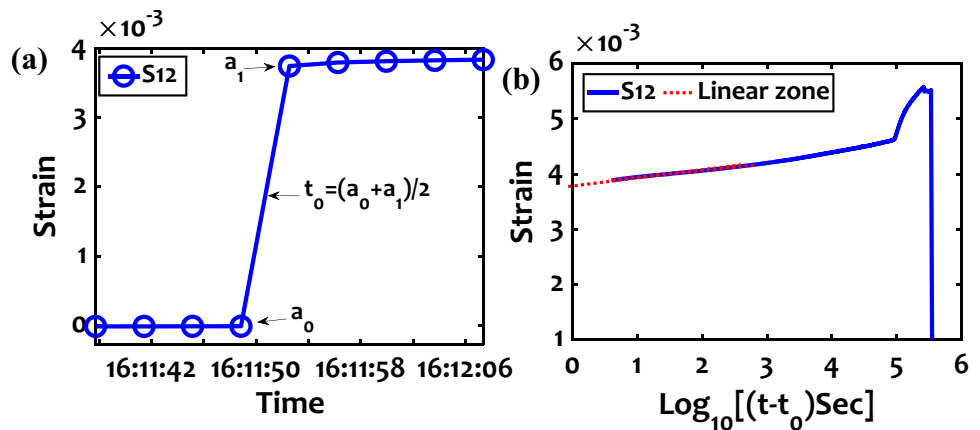 (a)
×10⁻³
4
3
2
1
0
Strain
S12
a₁
t₀=(a₀+a₁)/2
a₀
16:11:42 16:11:50 16:11:58 16:12:06
Time
(b)
×10⁻³
6
5
4
3
2
1
Strain
S12 Linear zone
0 1 2 3 4 5 6
Log₁₀[(t-t₀)Sec]